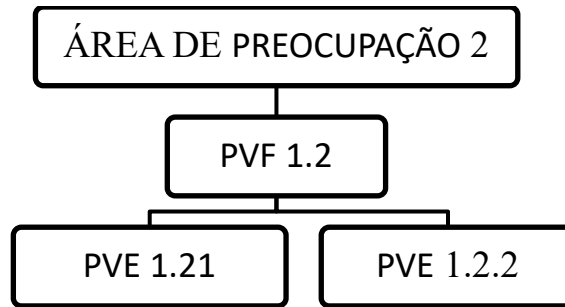 ÁREA DE PREOCUPAÇÃO 2
PVF 1.2
PVE 1.21
PVE 1.2.2